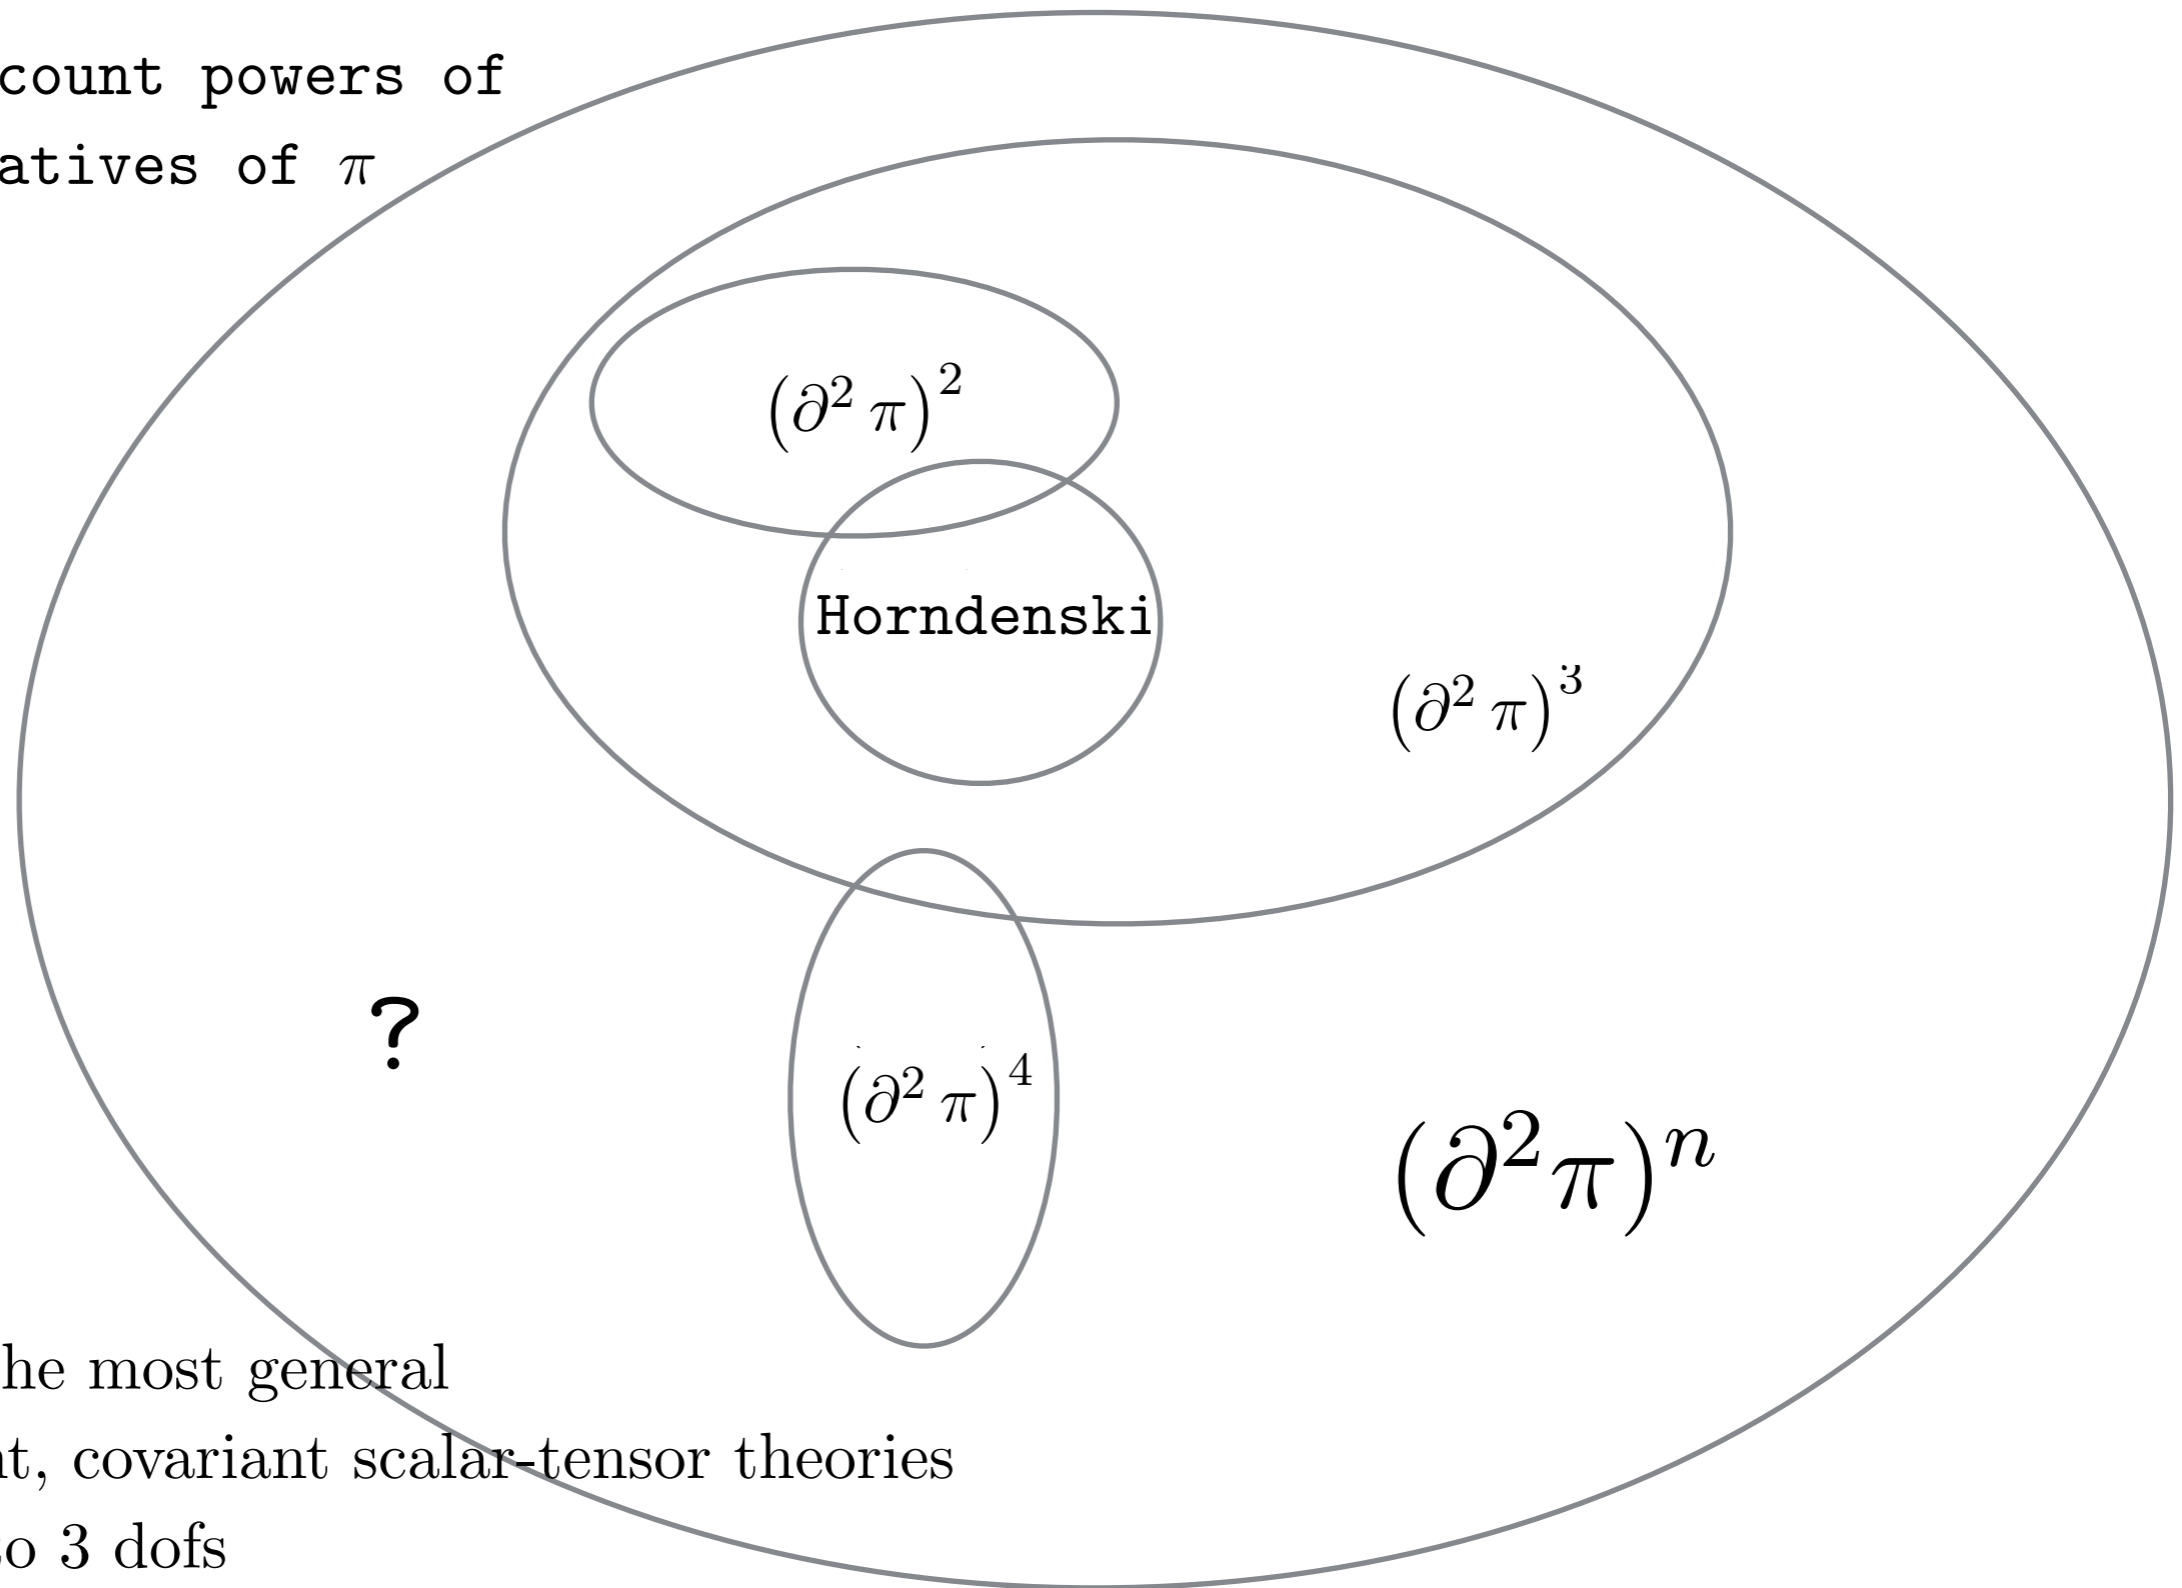 count powers of
atives of π
(∂² π)²
Horndenski
(∂² π)³
?
(∂² π)⁴
(∂²π)ⁿ
he most general
t, covariant scalar-tensor theories
o 3 dofs